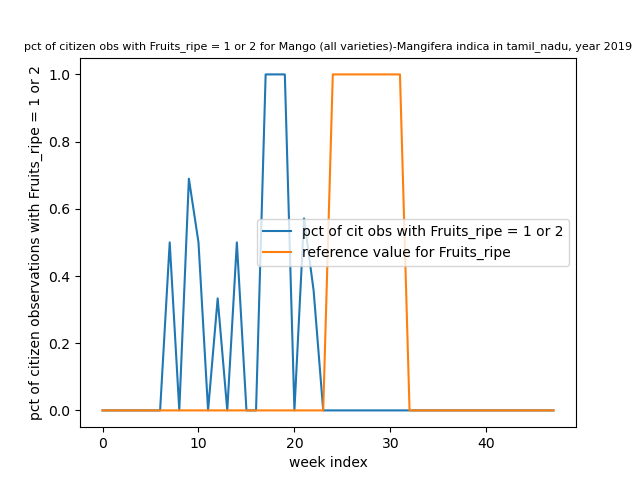 pct of citizen obs with Fruits_ripe = 1 or 2 for Mango (all varieties)-Mangifera indica in tamil_nadu, year 2019
pct of citizen observations with Fruits_ripe = 1 or 2
1.0
0.8
0.6
0.4
0.2
0.0
pct of cit obs with Fruits_ripe = 1 or 2
reference value for Fruits_ripe
0 10 20 30 40
week index